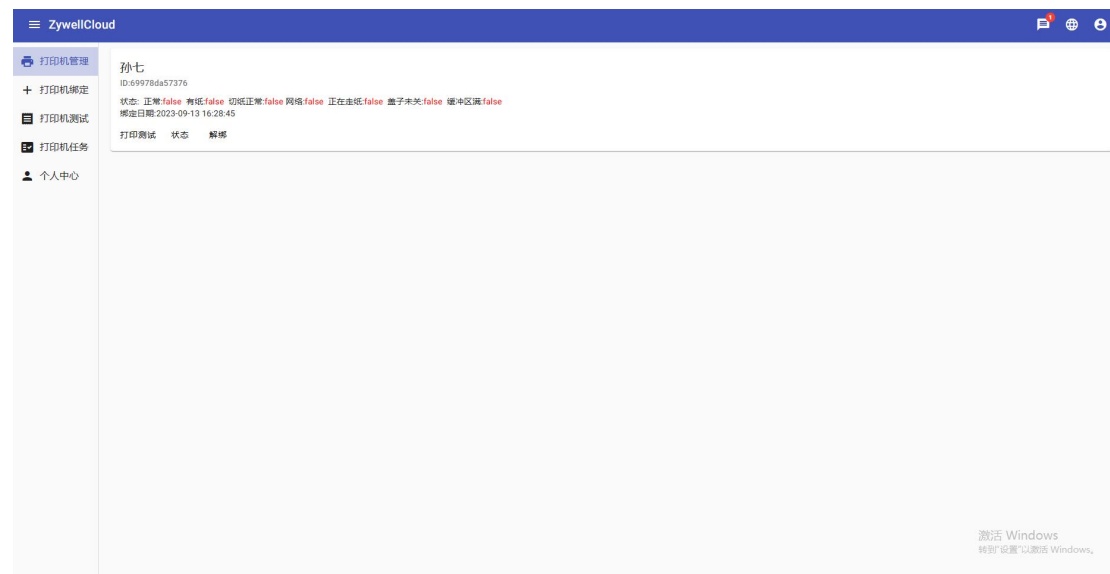 ZywellCloud
1
打印机管理
打印机绑定
打印机测试
打印机任务
个人中心
孙七
ID:69978da57376
状态: 正常:false 有纸:false 切纸正常:false 网络:false 正在走纸:false 盖子未关:false 缓冲区满:false
绑定日期:2023-09-13 16:28:45
打印测试 状态 解绑
激活 Windows
转到"设置"以激活 Windows。